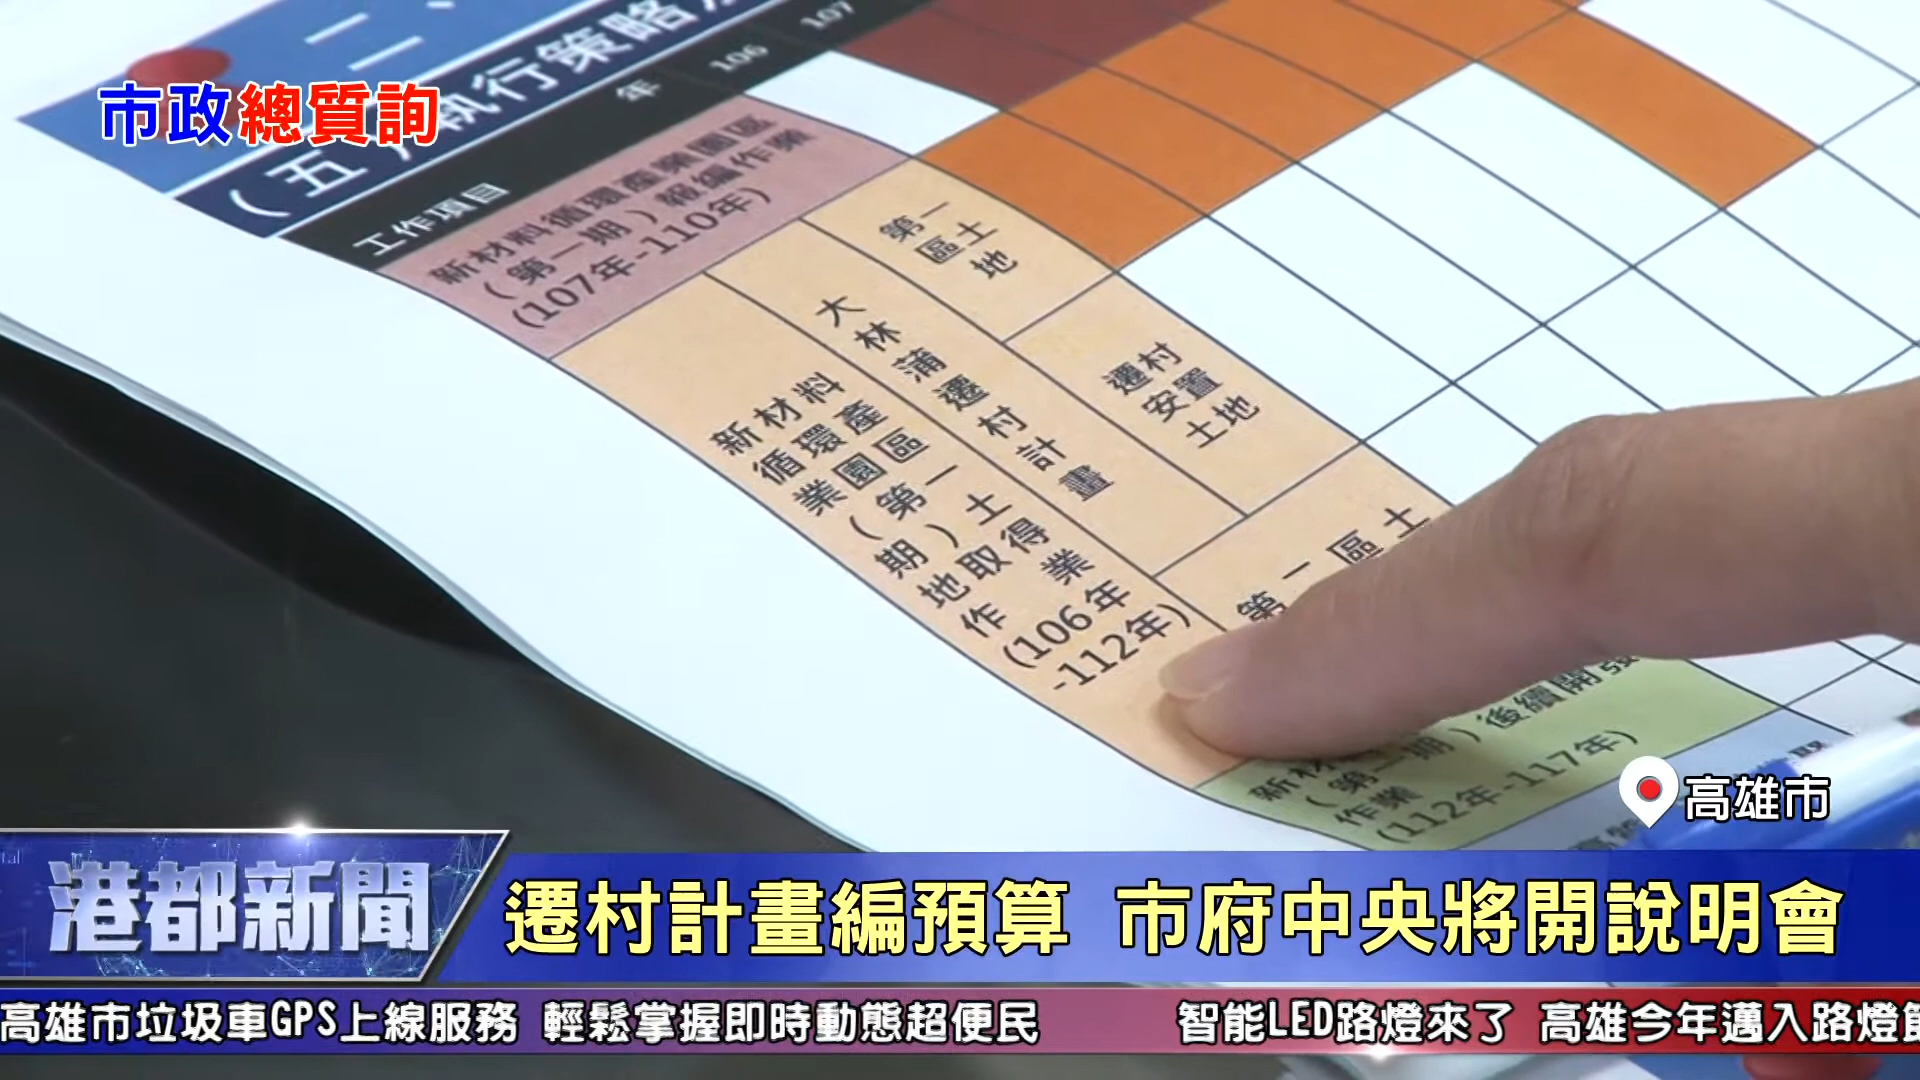 二、
(五)執行策略
市政總質詢
年 106 107
工作項目
新材料循環產業園區
(第一期)報編作業
(107年-110年)
第一
區土
地
大林蒲遷村計畫
遷村
安置
土地
新材料
循環產
業園區
(第一
期)土
地取得
作業
(106年
-112年)
第一區土
後續開發
(第二期)
作業
(112年-117年)
高雄市
港都新聞
遷村計畫編預算 市府中央將開說明會
高雄市垃圾車GPS上線服務 輕鬆掌握即時動態超便民 智能LED路燈來了 高雄今年邁入路燈節